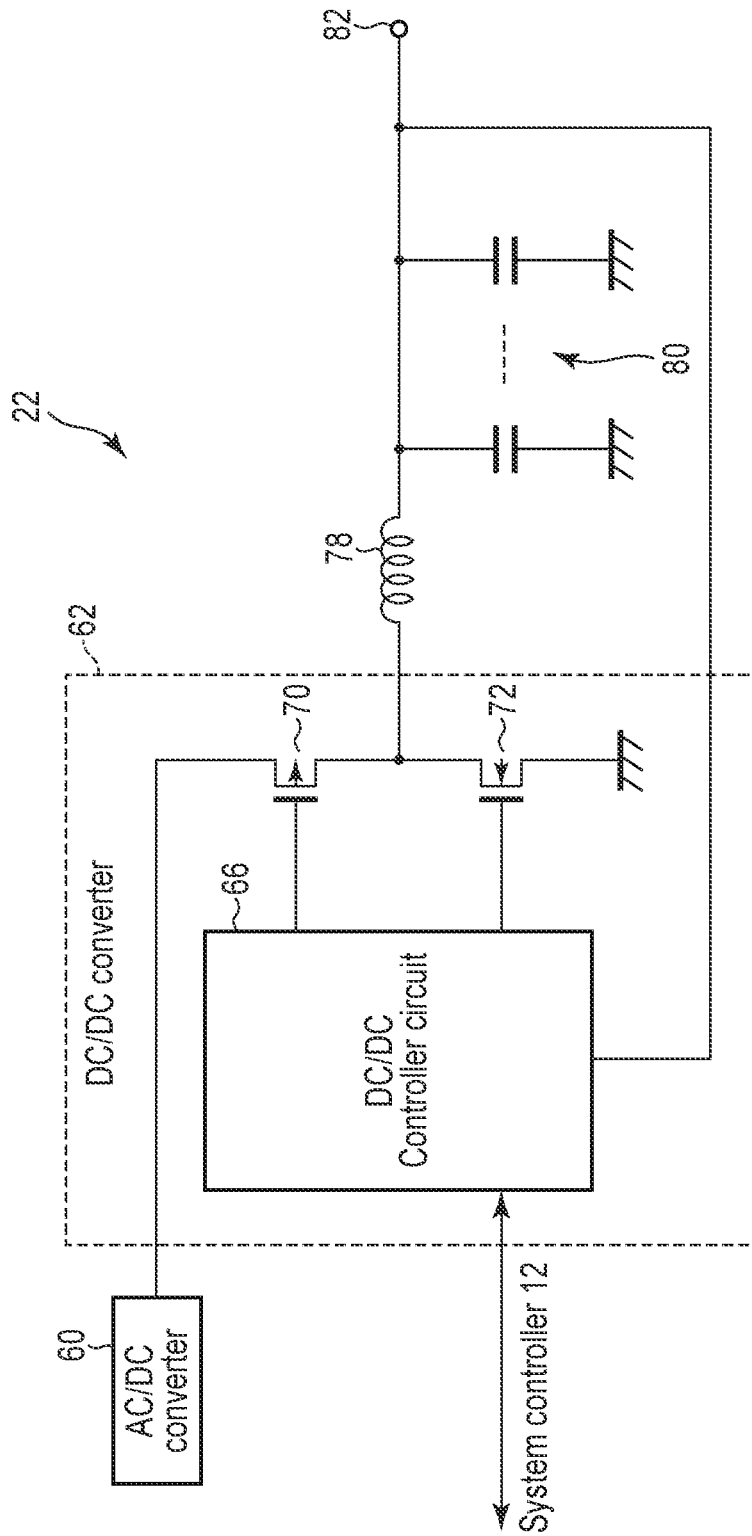 22
62
DC/DC converter
60
AC/DC
converter
66
DC/DC
Controller circuit
70
72
78
80
82
System controller 12